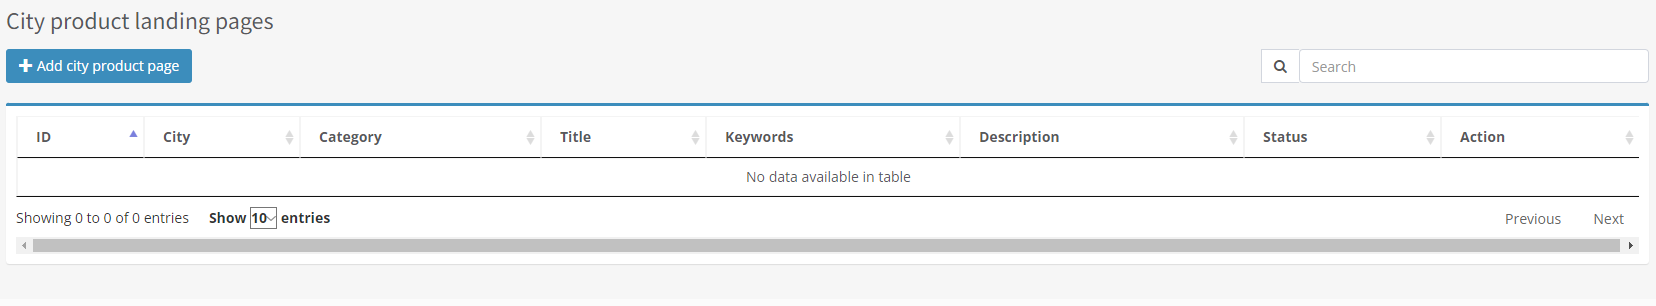 City product landing pages
Add city product page
Search
ID City Category Title Keywords Description Status Action
No data available in table
Showing 0 to 0 of 0 entries Show 10 entries Previous Next